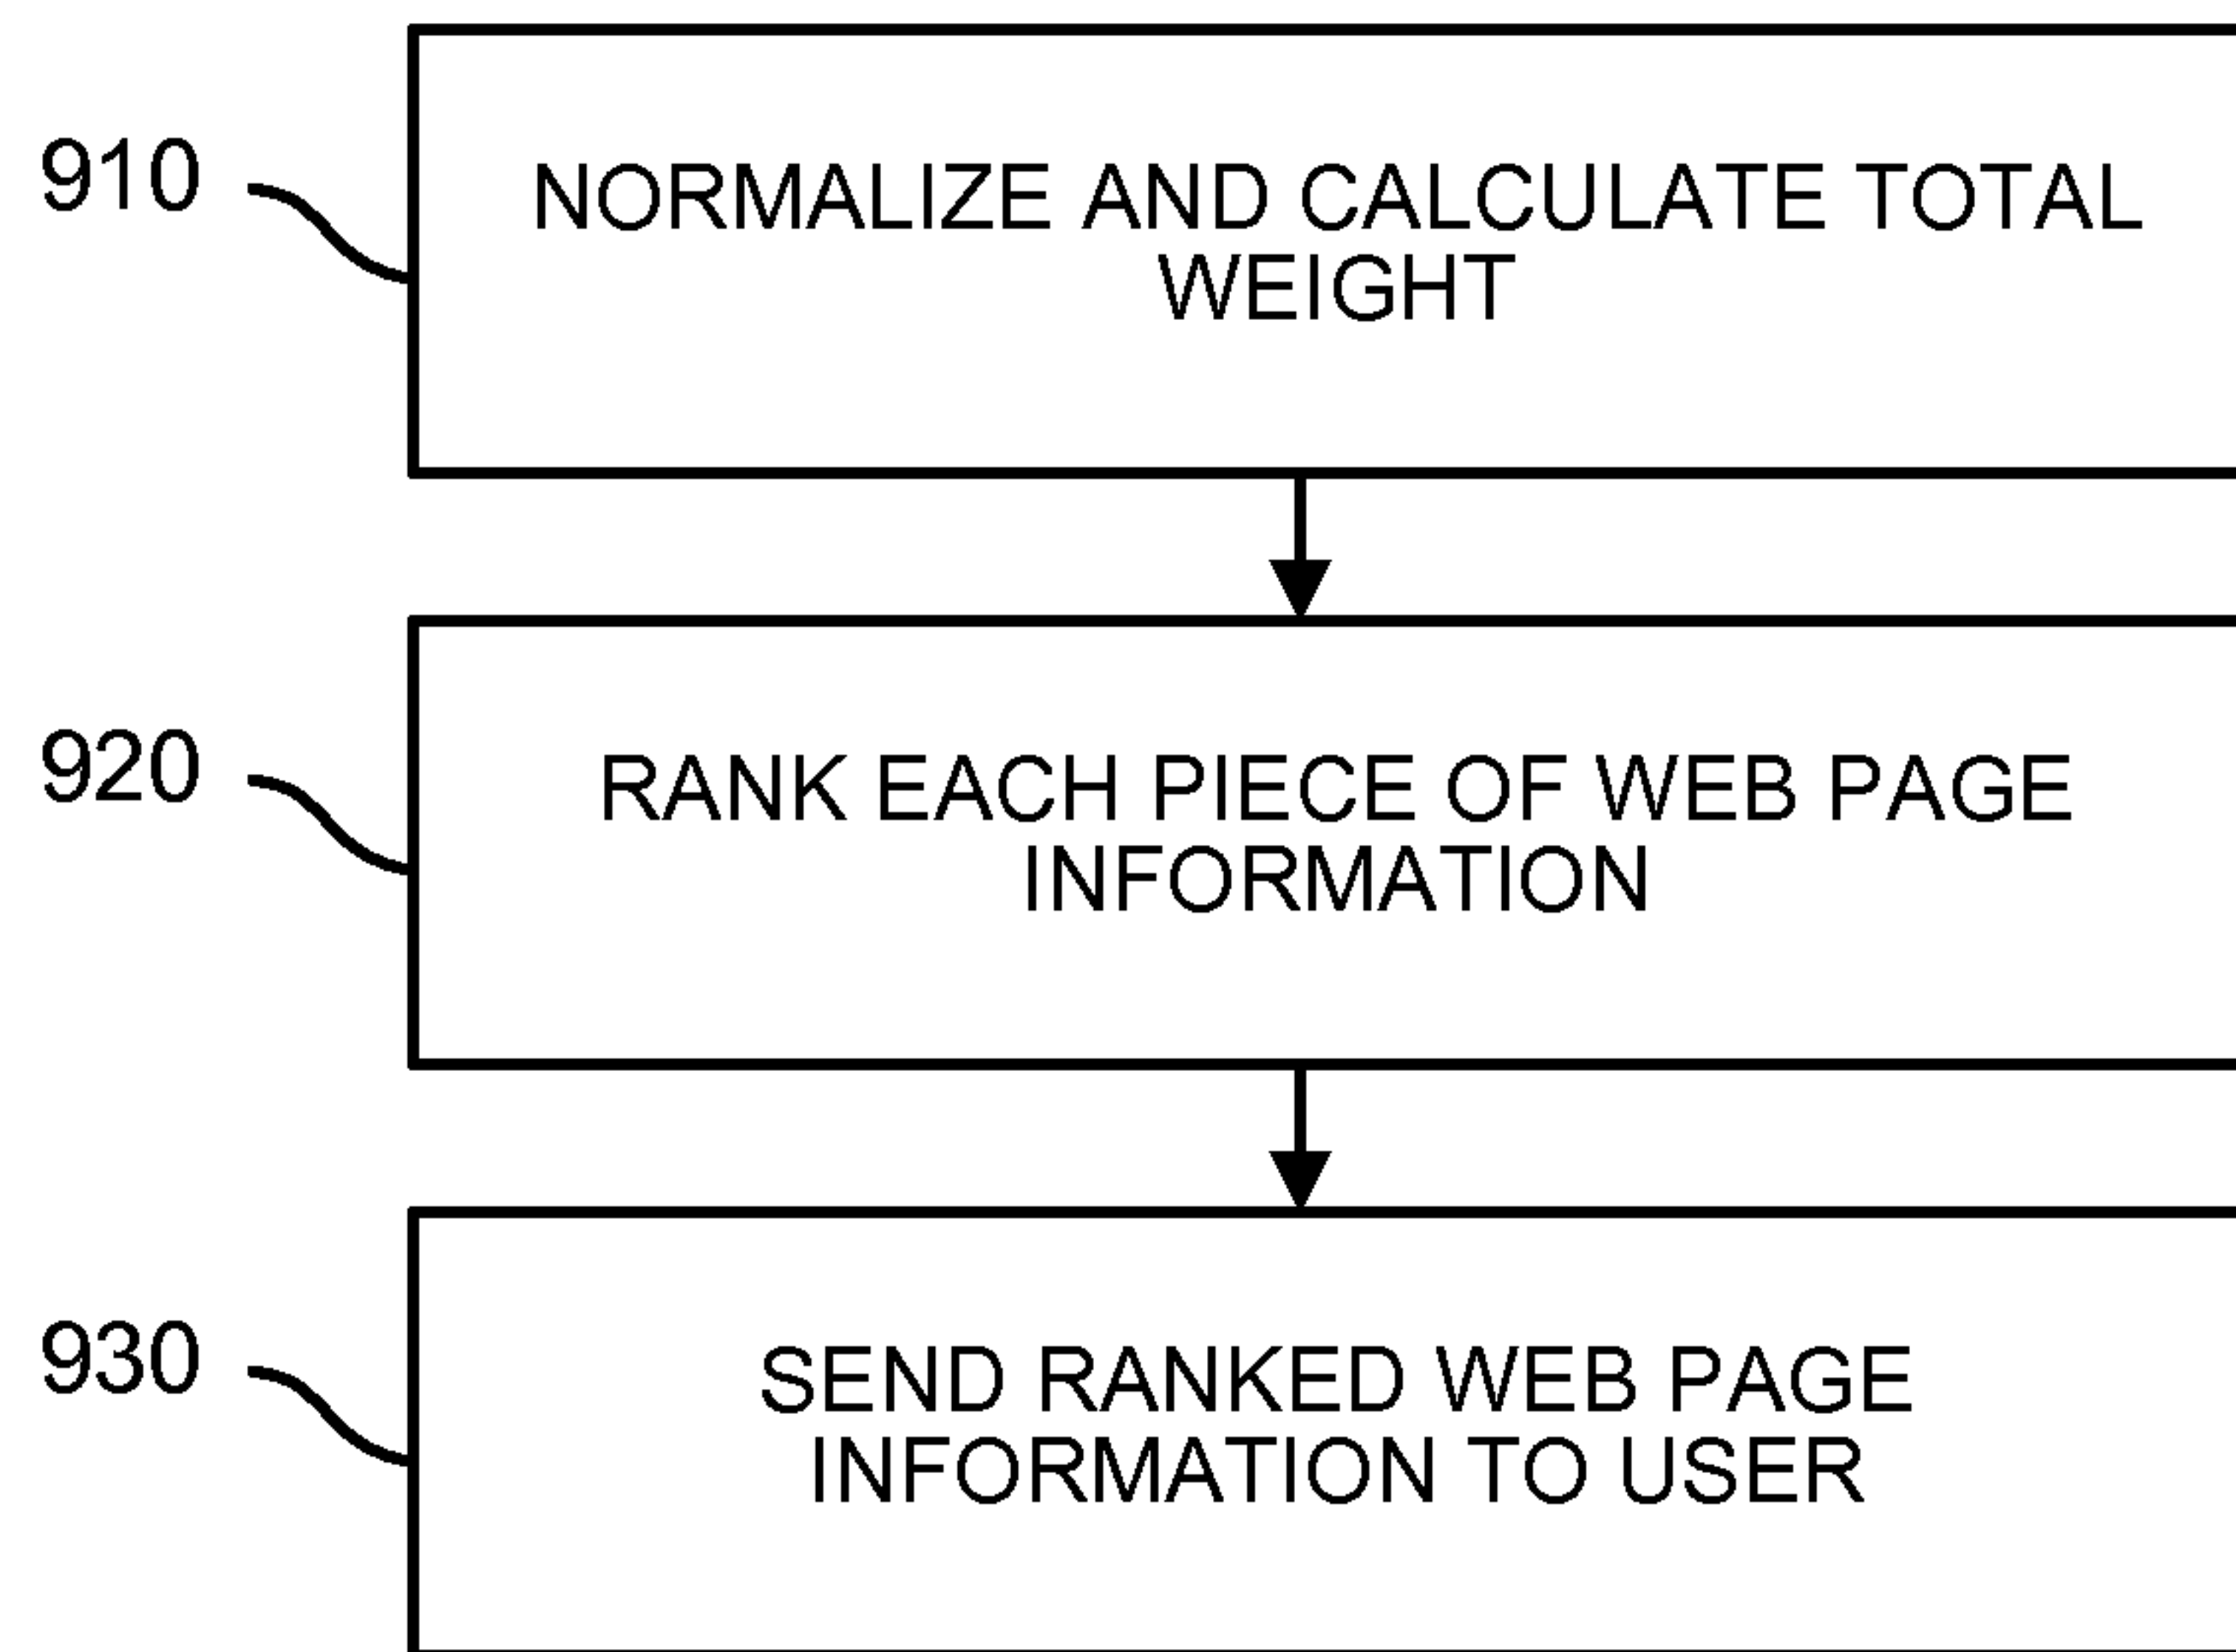 910
NORMALIZE AND CALCULATE TOTAL
WEIGHT
920
RANK EACH PIECE OF WEB PAGE
INFORMATION
930
SEND RANKED WEB PAGE
INFORMATION TO USER